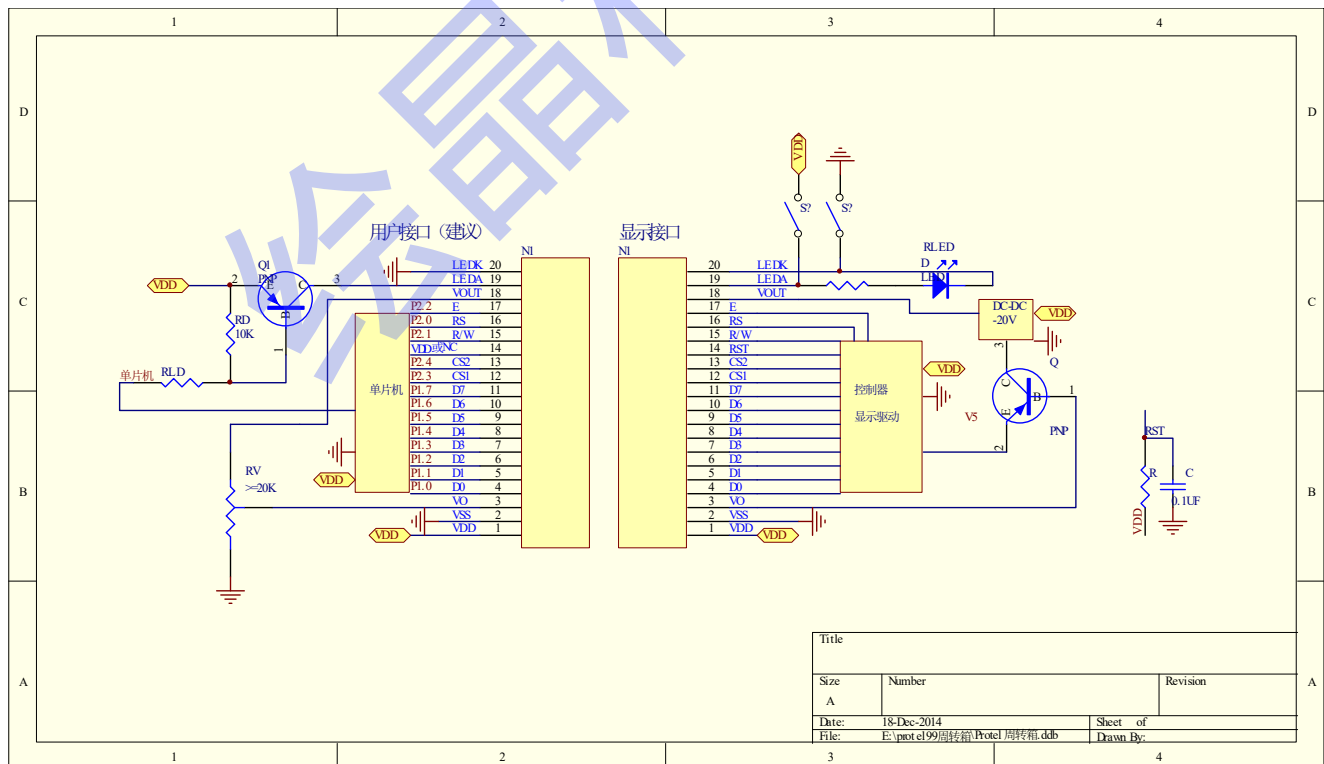 1 2 3 4
D D
C C
B B
A A
1 2 3 4
绘晶
用户接口（建议）
显示接口
N1
N1
VDD
2
Q1
PNP
E
C
B
3
1
RD
10K
单片机
RLD
RV
>=20K
VDD
VDD
单片机
LEDK 20
LEDA 19
VOUT 18
P2.2 E 17
P2.0 RS 16
P2.1 R/W 15
VDD或NC 14
P2.4 CS2 13
P2.3 CS1 12
P1.7 D7 11
P1.6 D6 10
P1.5 D5 9
P1.4 D4 8
P1.3 D3 7
P1.2 D2 6
P1.1 D1 5
P1.0 D0 4
VO 3
VSS 2
VDD 1
20 LEDK
19 LEDA
18 VOUT
17 E
16 RS
15 R/W
14 RST
13 CS2
12 CS1
11 D7
10 D6
9 D5
8 D4
7 D3
6 D2
5 D1
4 D0
3 VO
2 VSS
1 VDD
VDD
VDD
S?
S?
RLED
D
LED
DC-DC
-20V
VDD
3
Q
C
B
E
1
2
PNP
VDD
控制器
显示驱动
V5
RST
R
C
0.1UF
VDD
Title
Size
A
Number
Revision
Date: 18-Dec-2014
Sheet of
File: E:\protel99周转箱\Protel 周转箱.ddb
Drawn By: